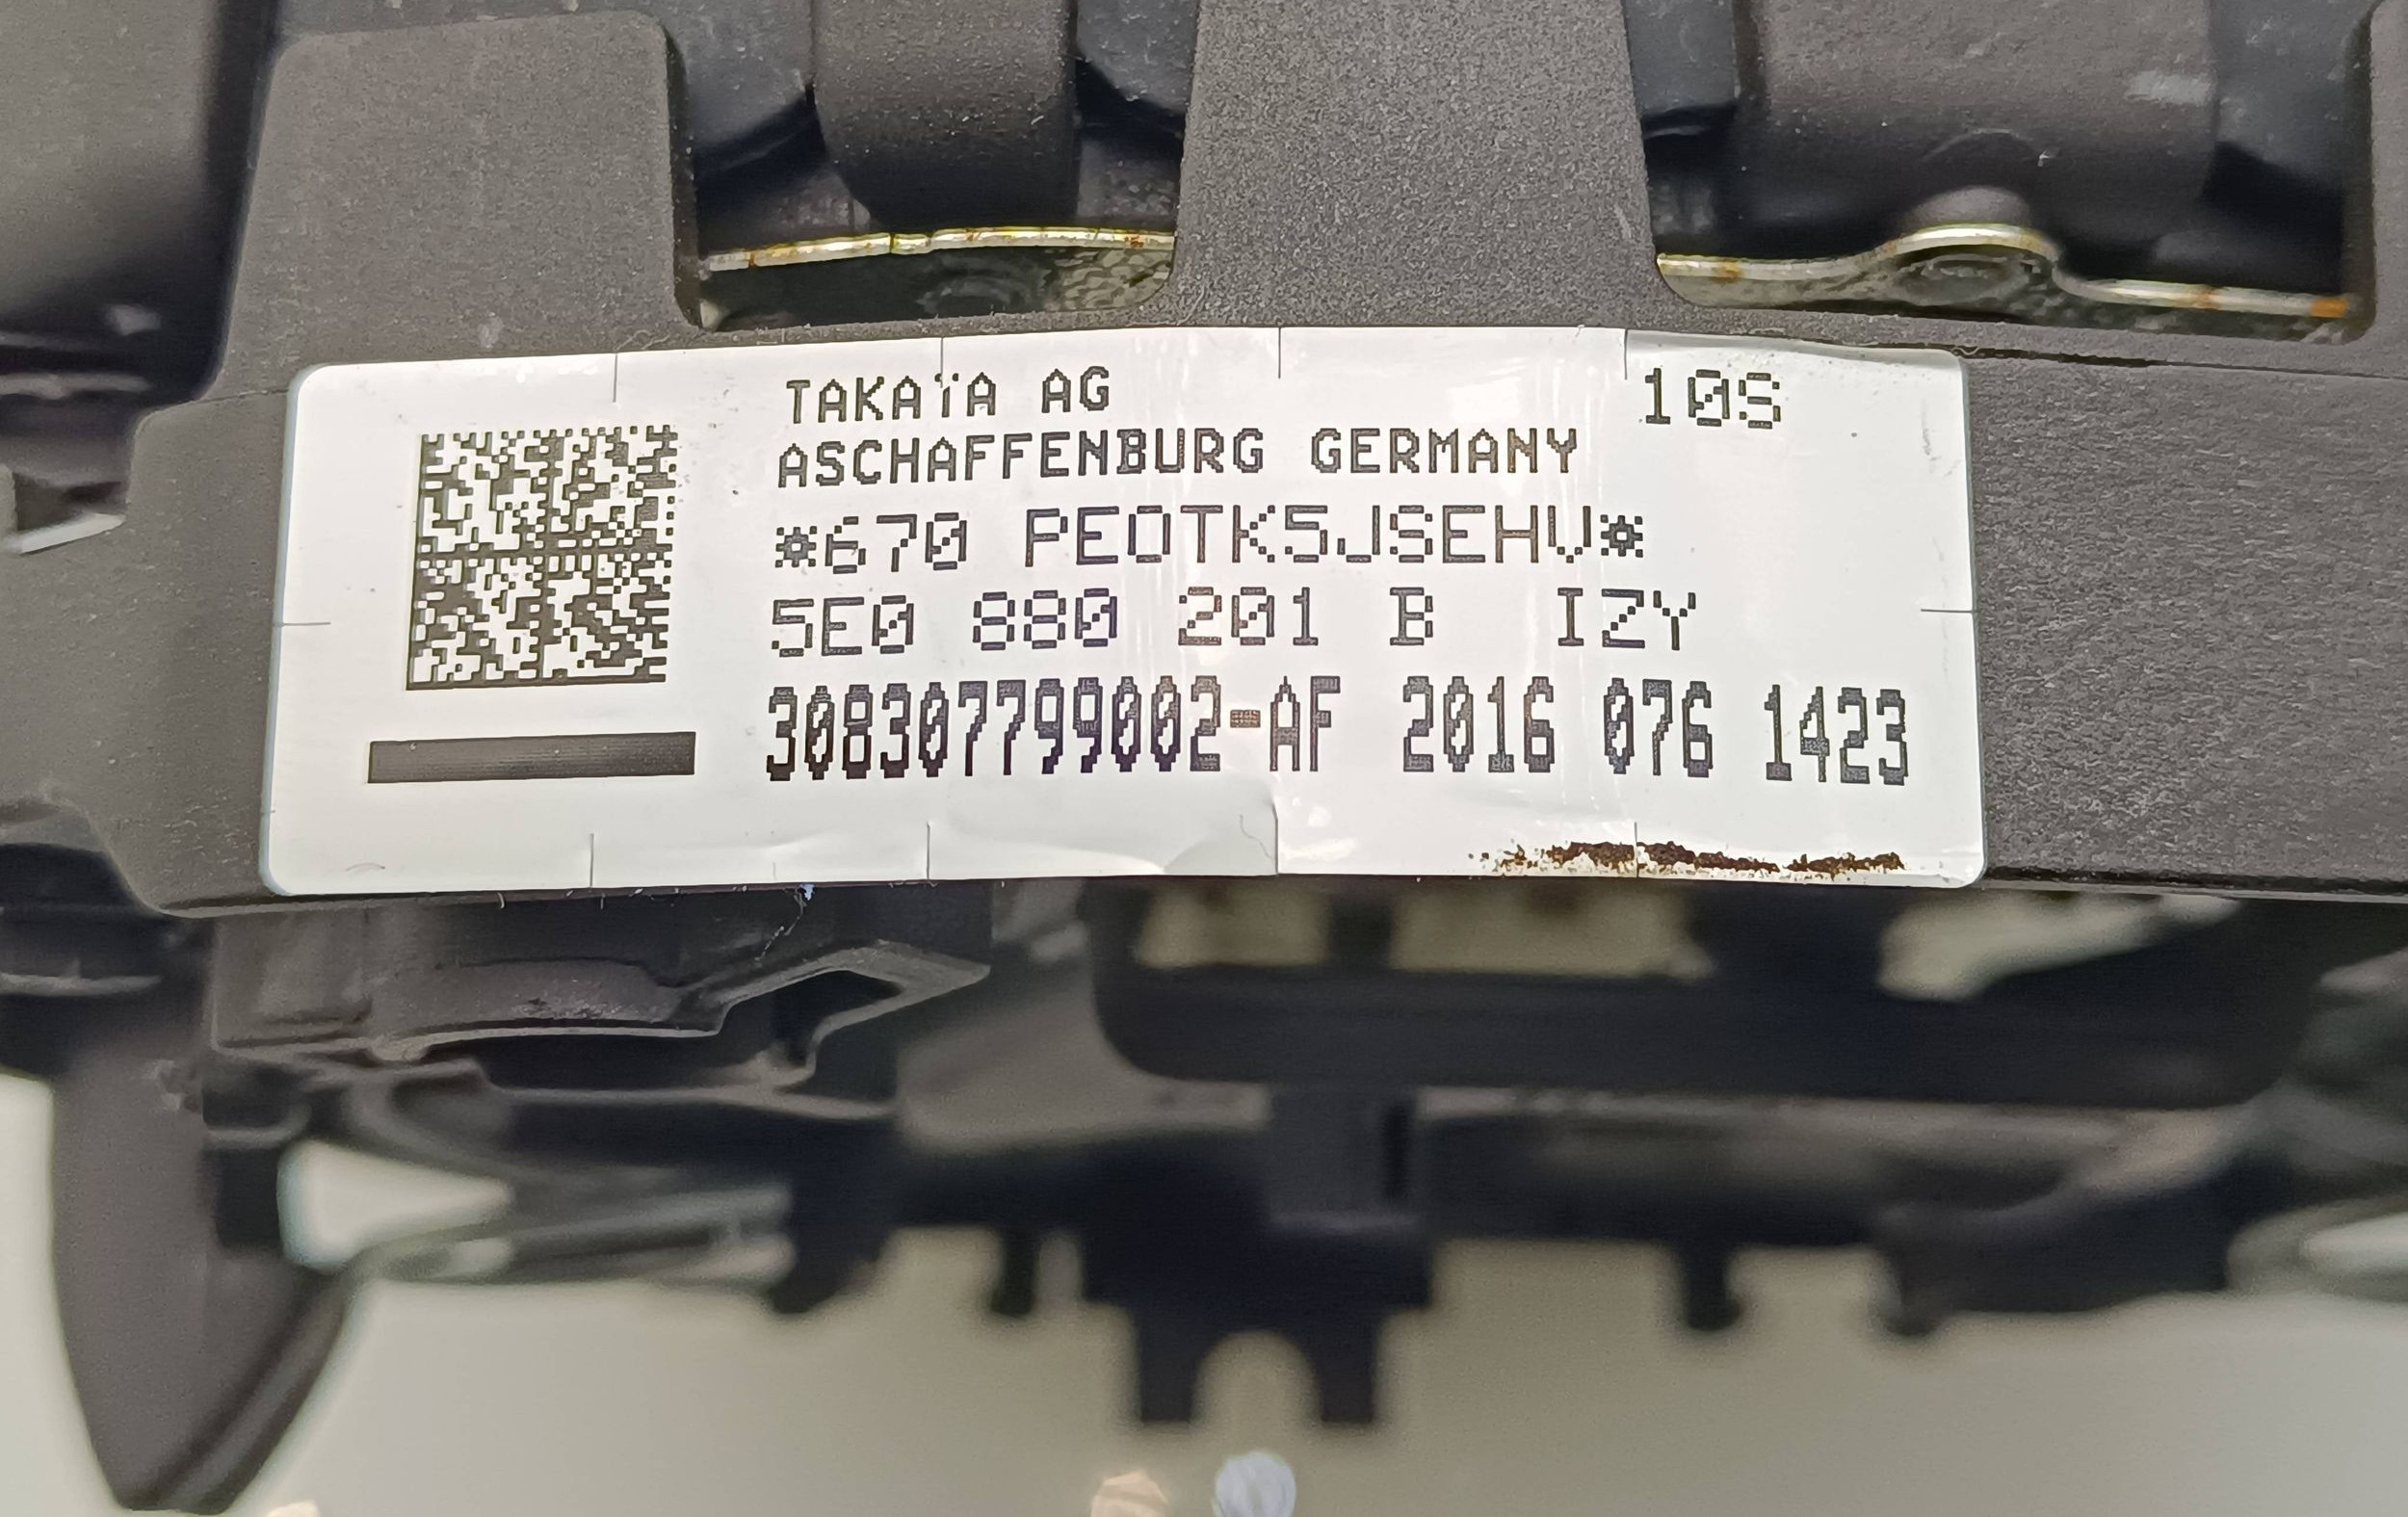 TAKATA AG 10S
ASCHAFFENBURG GERMANY
*670 PEOTK5JSEHV*
5E0 880 201 B IZY
308307799002-AF 2016 076 1423